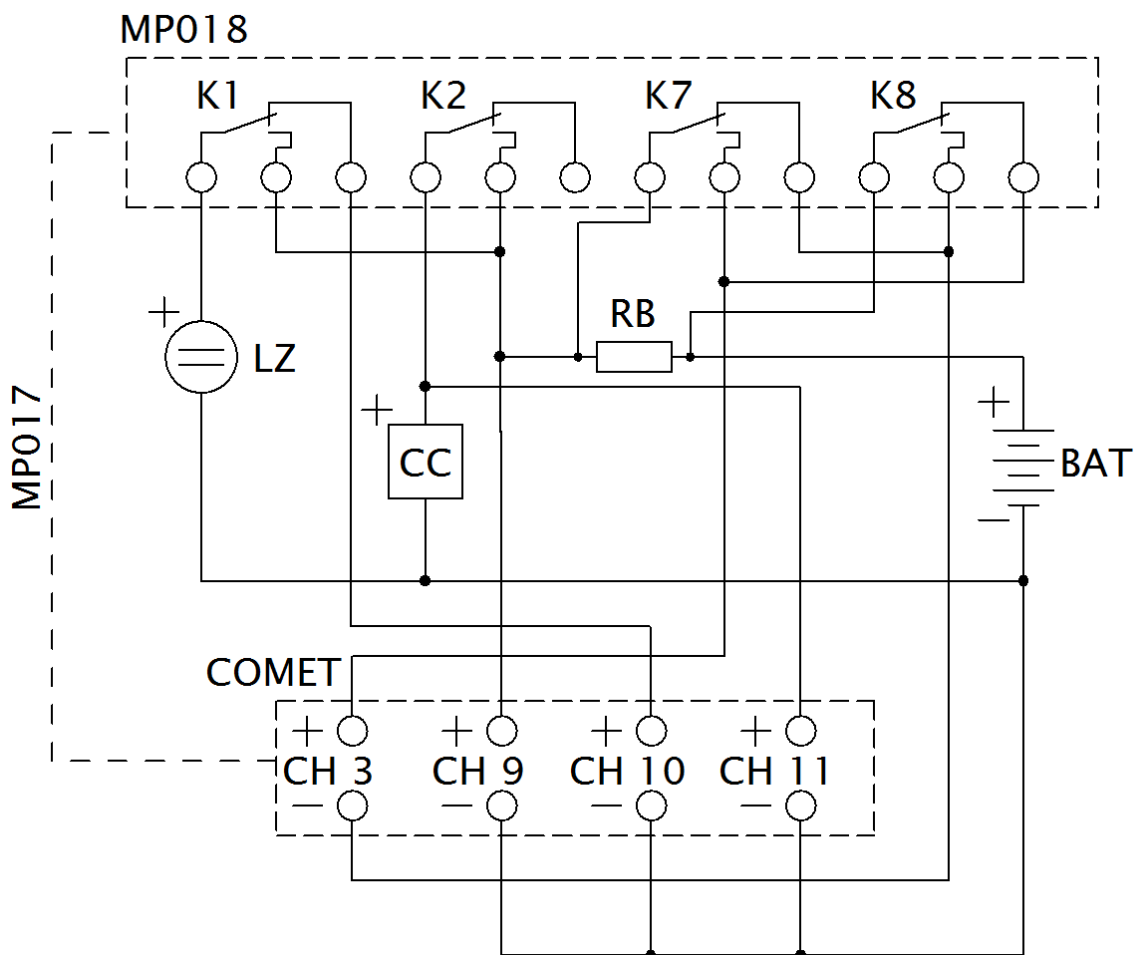 MP018
K1 K2 K7 K8
+ LZ
RB
MP017
+ CC
+ BAT −
COMET
+ + + +
CH 3 CH 9 CH 10 CH 11
− − − −